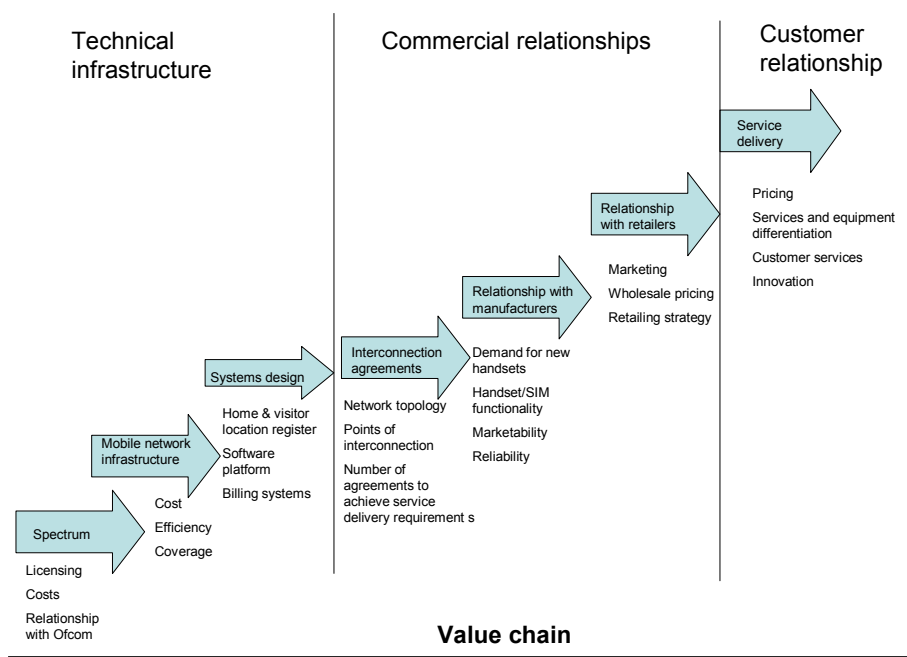 Technical
infrastructure
Commercial relationships
Customer
relationship
Service
delivery
Pricing
Services and equipment
differentiation
Customer services
Innovation
Relationship
with retailers
Marketing
Wholesale pricing
Retailing strategy
Relationship with
manufacturers
Demand for new
handsets
Handset/SIM
functionality
Marketability
Reliability
Interconnection
agreements
Network topology
Points of
interconnection
Number of
agreements to
achieve service
delivery requirement s
Systems design
Home & visitor
location register
Software
platform
Billing systems
Mobile network
infrastructure
Cost
Efficiency
Coverage
Spectrum
Licensing
Costs
Relationship
with Ofcom
Value chain